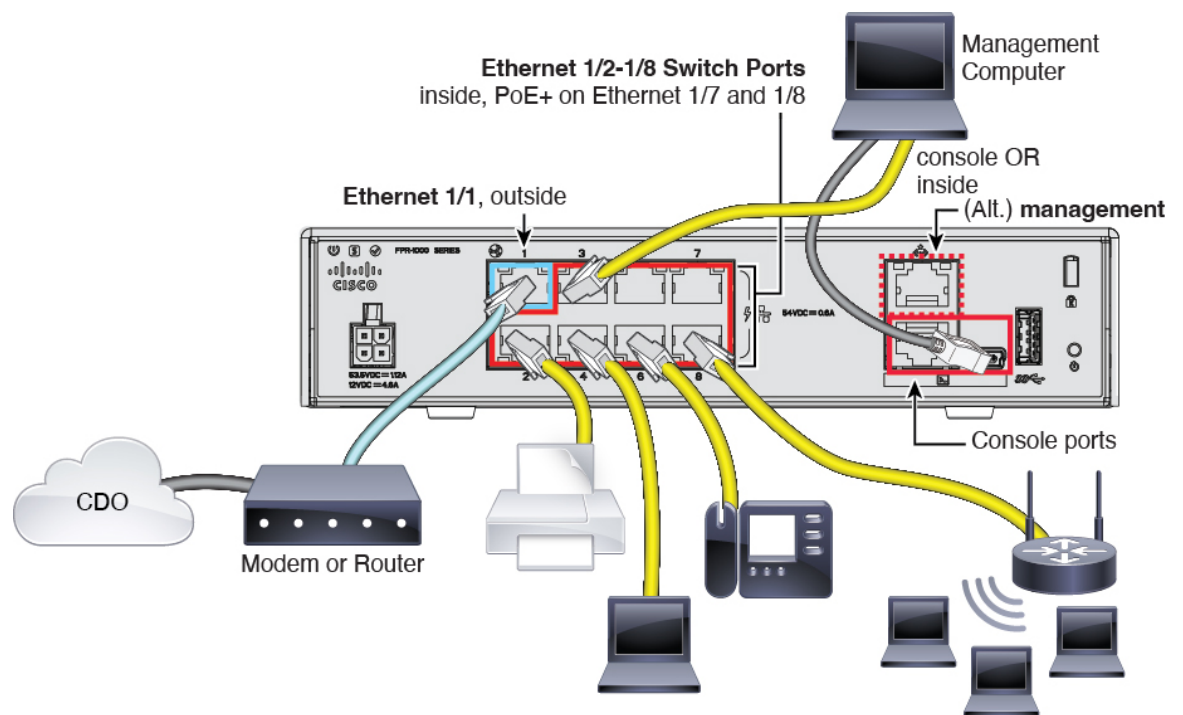 Management
Computer
Ethernet 1/2-1/8 Switch Ports
inside, PoE+ on Ethernet 1/7 and 1/8
console OR
inside
(Alt.) management
Ethernet 1/1, outside
FPR-1000 SERIES
1 3 7
S
CISCO
54VDC 0.6A
53.5VDC 1.12A
12VDC 4.6A
2 4 6 8
Console ports
CDO
Modem or Router